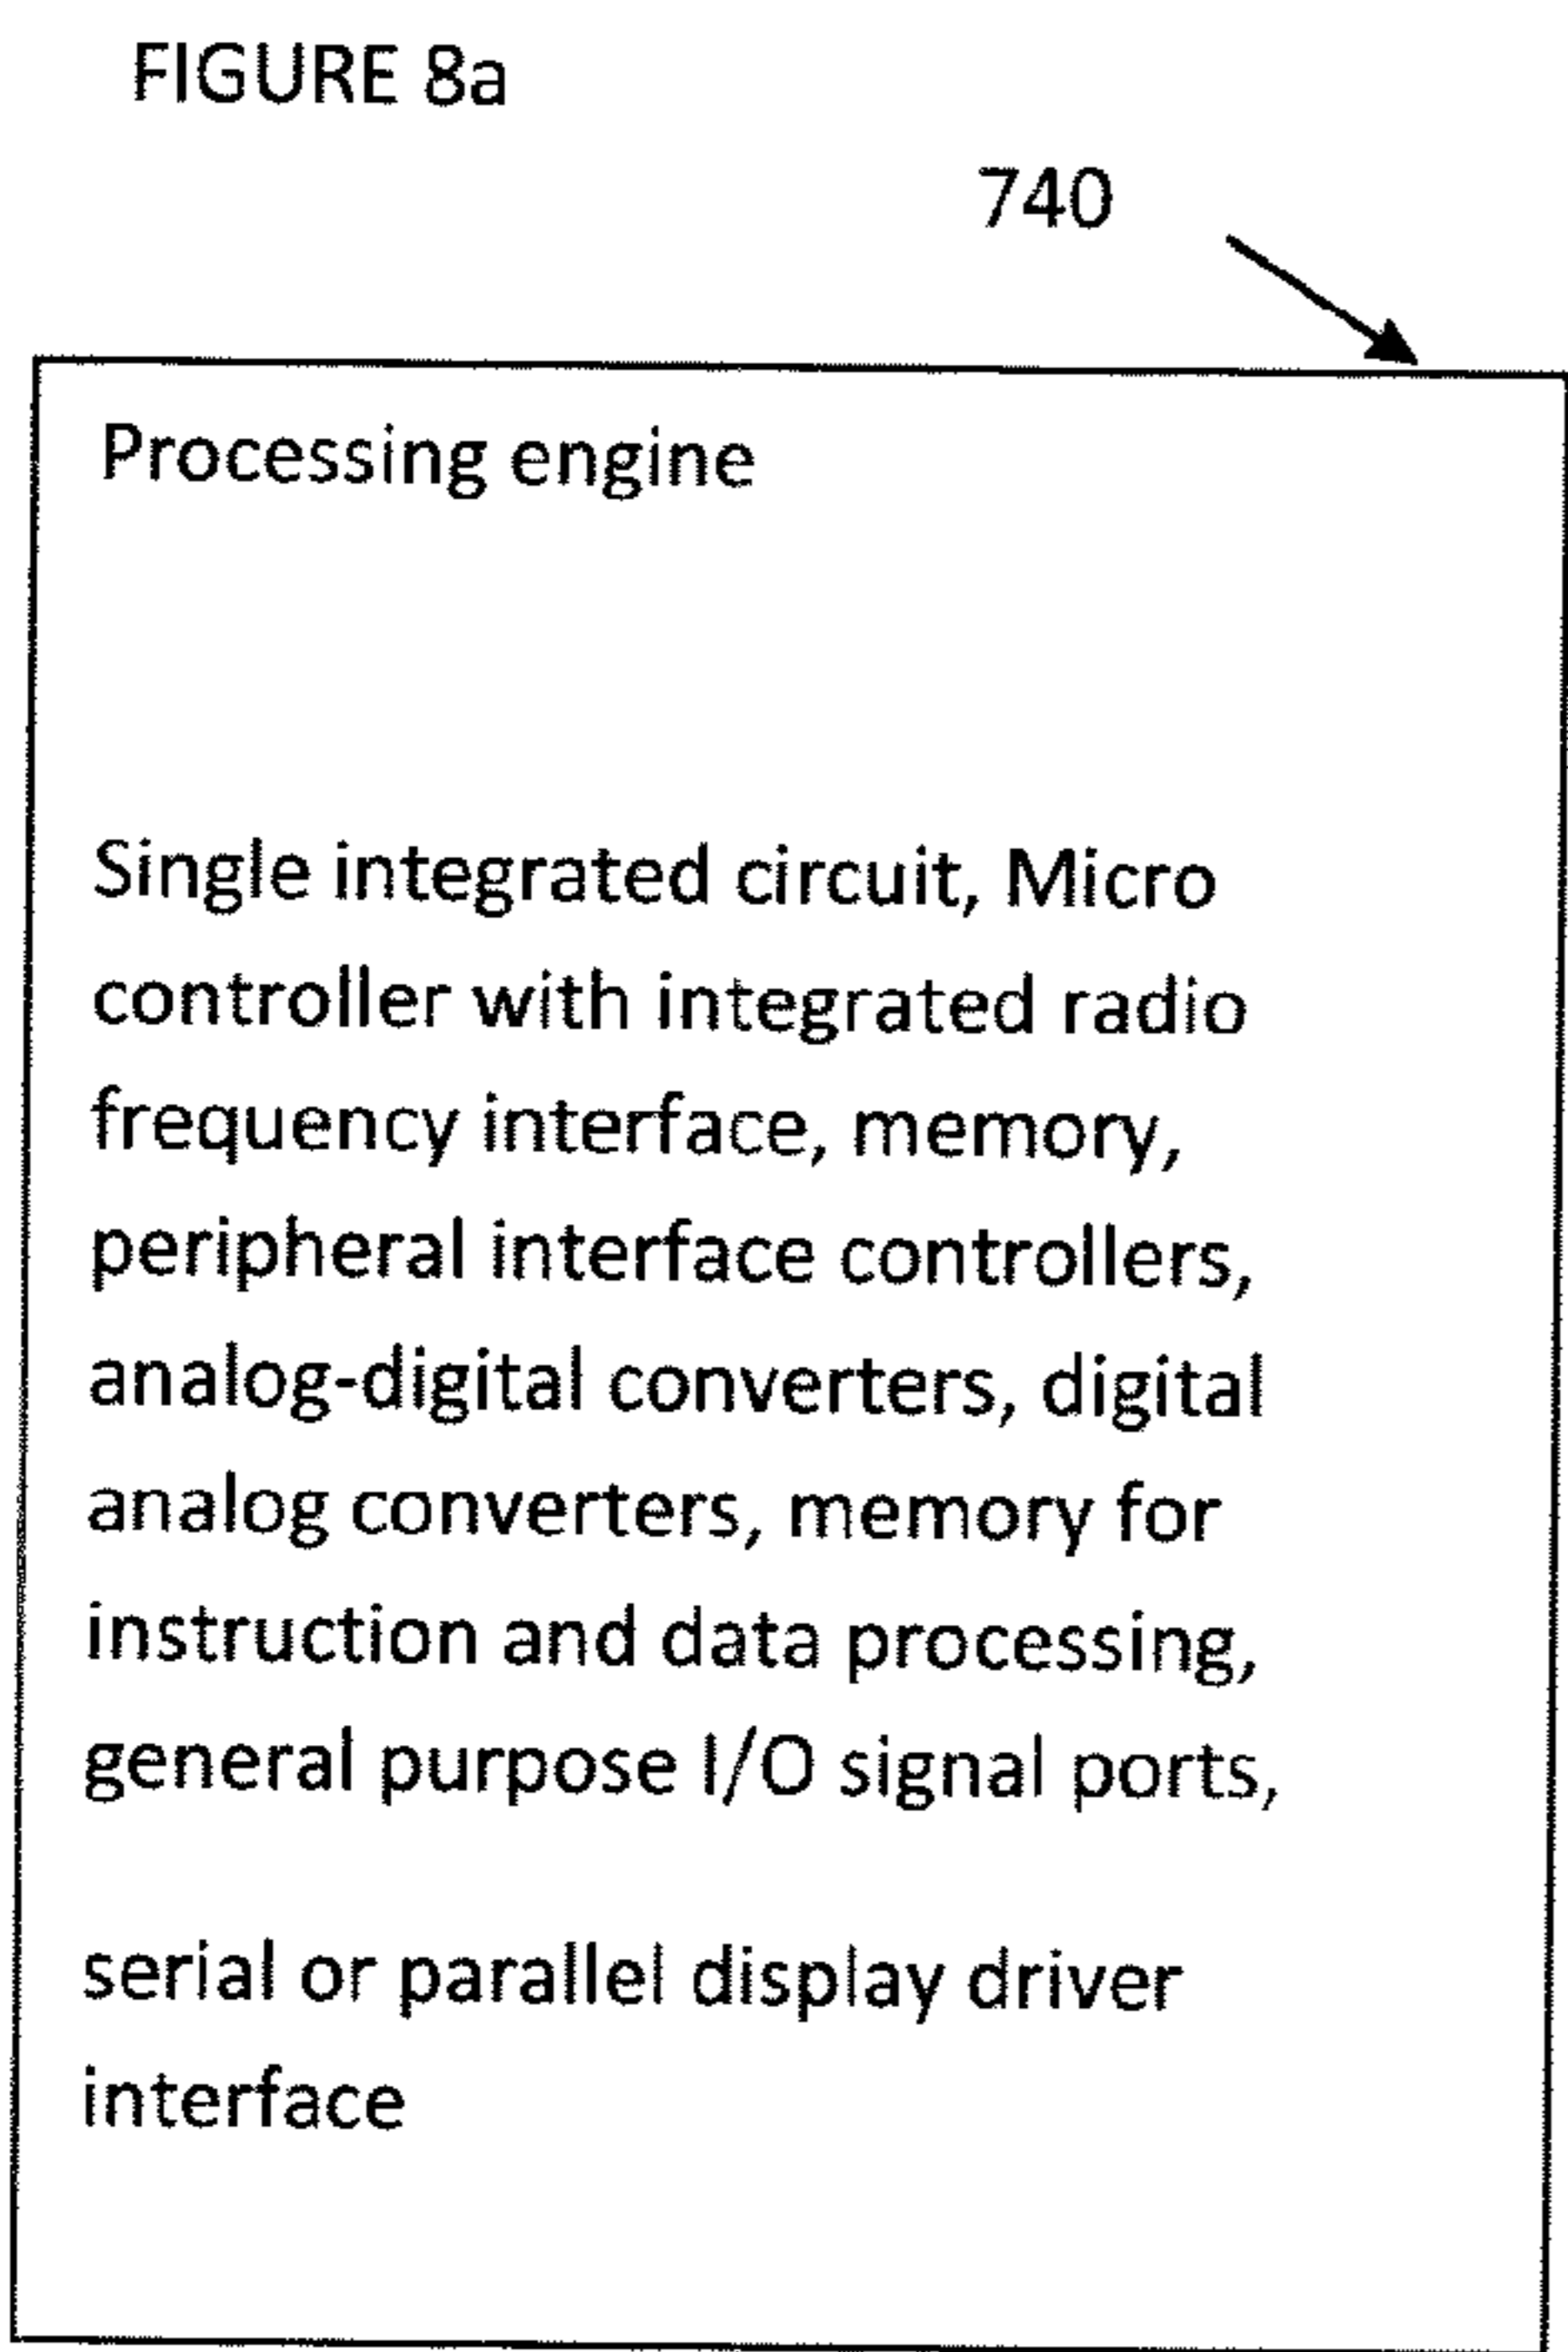 FIGURE 8a
740
Processing engine
Single integrated circuit, Micro
controller with integrated radio
frequency interface, memory,
peripheral interface controllers,
analog-digital converters, digital
analog converters, memory for
instruction and data processing,
general purpose I/O signal ports,
serial or parallel display driver
interface